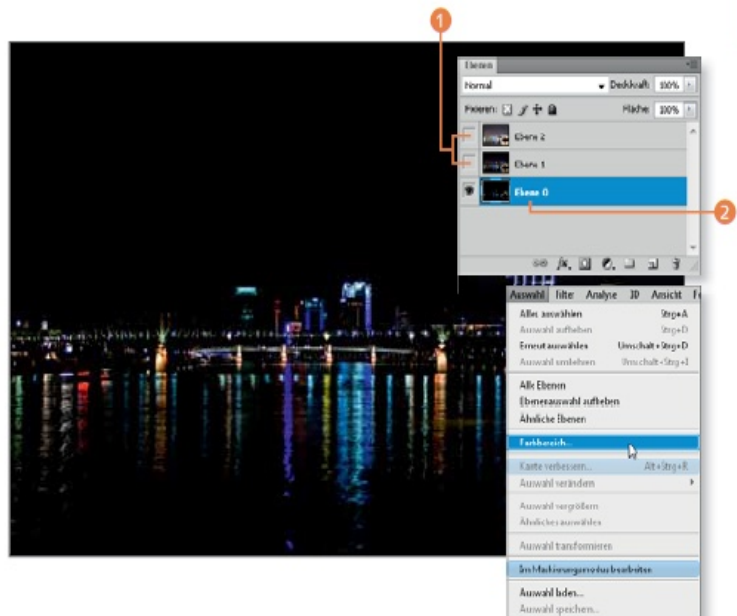 1
Ebenen
Normal
Deckkraft: 100%
Fixieren:
Fläche: 100%
Ebene 2
Ebene 1
Ebene 0
2
Auswahl Filter Analyse 3D Ansicht
Alles auswählen Strg+A
Auswahl aufheben Strg+D
Erneut auswählen Umschalt+Strg+D
Auswahl umkehren Umschalt+Strg+I
Alle Ebenen
Ebenenauswahl aufheben
Ähnliche Ebenen
Farbbereich...
Kante verbessern... Alt+Strg+R
Auswahl verändern
Auswahl vergrößern
Ähnliches auswählen
Auswahl transformieren
Im Maskierungsmodus bearbeiten
Auswahl laden...
Auswahl speichern...